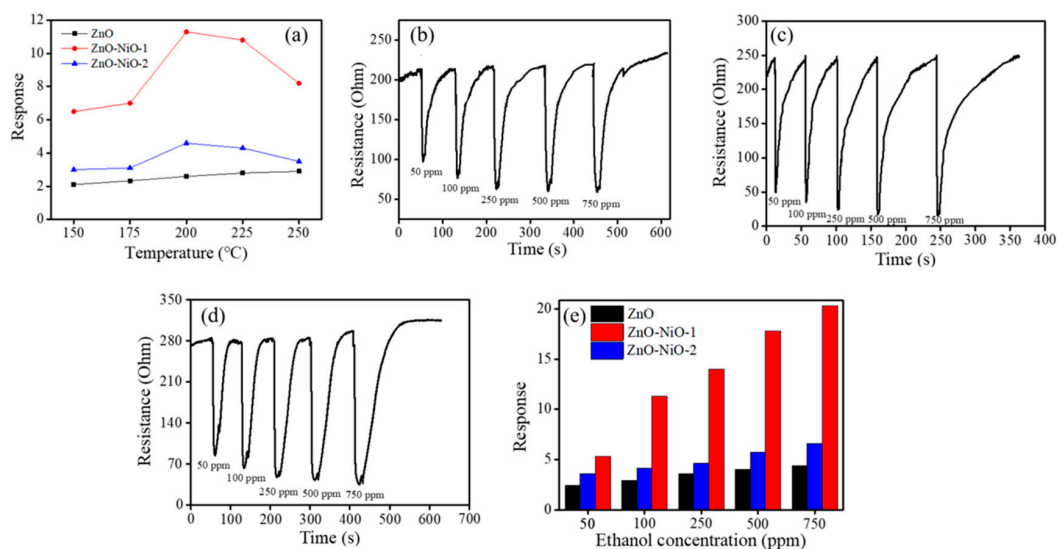 (a)
ZnO
ZnO-NiO-1
ZnO-NiO-2
12
10
8
6
4
2
0
Response
150 175 200 225 250
Temperature (℃)
(b)
250
200
150
100
50
Resistance (Ohm)
50 ppm
100 ppm
250 ppm
500 ppm
750 ppm
0 100 200 300 400 500 600
Time (s)
(c)
300
250
200
150
100
50
0
Resistance (Ohm)
50 ppm
100 ppm
250 ppm
500 ppm
750 ppm
0 50 100 150 200 250 300 350 400
Time (s)
(d)
350
280
210
140
70
0
Resistance (Ohm)
50 ppm
100 ppm
250 ppm
500 ppm
750 ppm
0 100 200 300 400 500 600 700
Time (s)
(e)
ZnO
ZnO-NiO-1
ZnO-NiO-2
20
15
10
5
0
Response
50 100 250 500 750
Ethanol concentration (ppm)